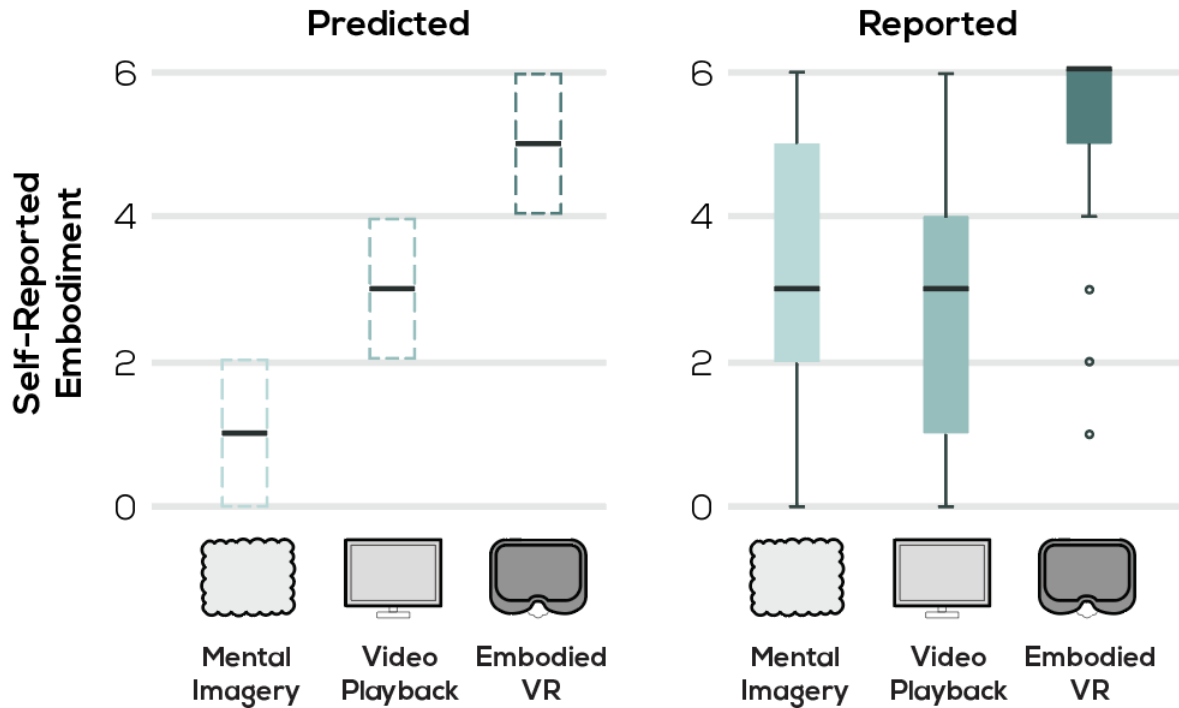 Predicted
Self-Reported
Embodiment
6
4
2
0
Mental
Imagery
Video
Playback
Embodied
VR
Reported
6
4
2
0
Mental
Imagery
Video
Playback
Embodied
VR